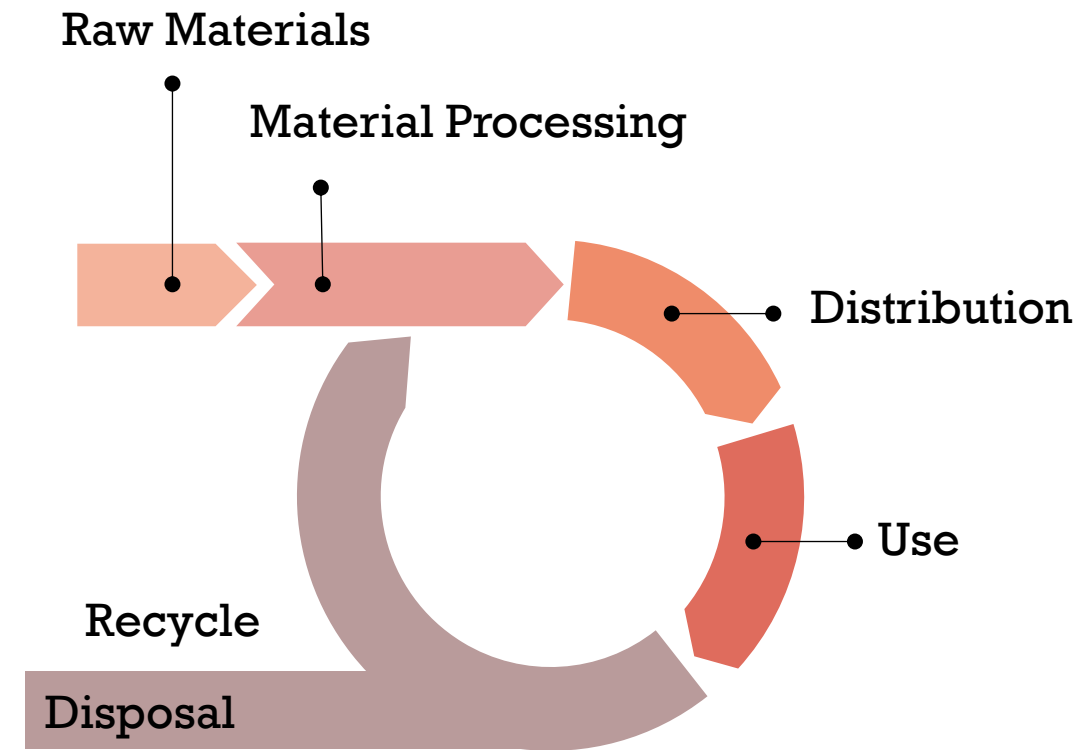 Raw Materials
Material Processing
Distribution
Use
Recycle
Disposal